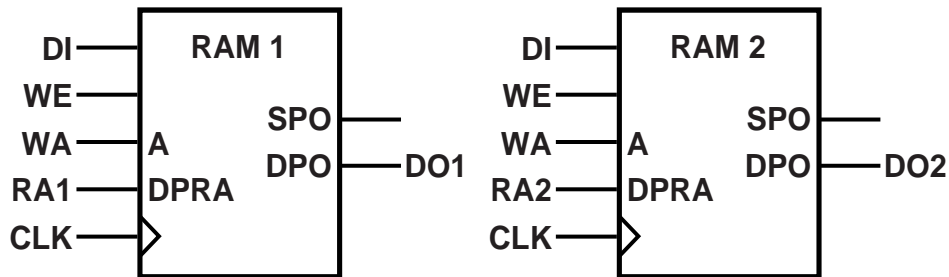 RAM 1
DI
WE
SPO
WA
A
DPO
DO1
RA1
DPRA
CLK
RAM 2
DI
WE
SPO
WA
A
DPO
DO2
RA2
DPRA
CLK